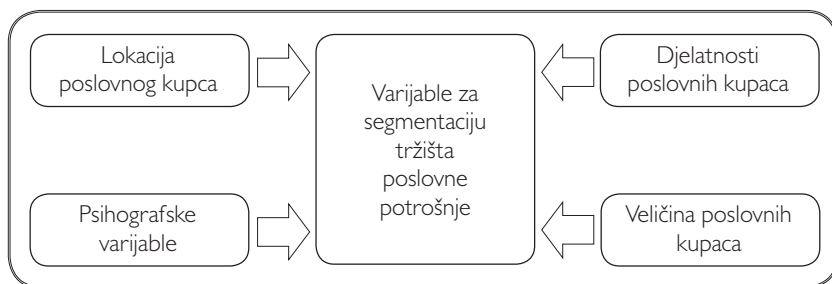 Lokacija
poslovnog kupca
Psihografske
varijable
Varijable za
segmentaciju
tržišta
poslovne
potrošnje
Djelatnosti
poslovnih kupaca
Veličina poslovnih
kupaca